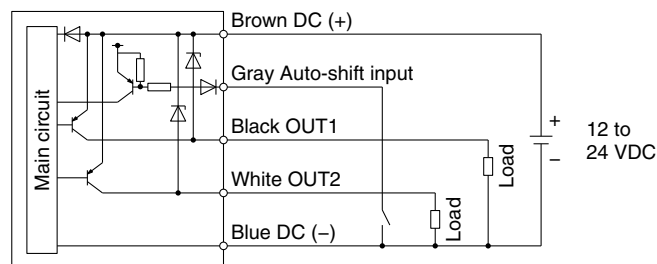 Brown DC (+)
Gray Auto-shift input
Main circuit
Black OUT1
+
12 to
24 VDC
−
Load
White OUT2
Load
Blue DC (−)